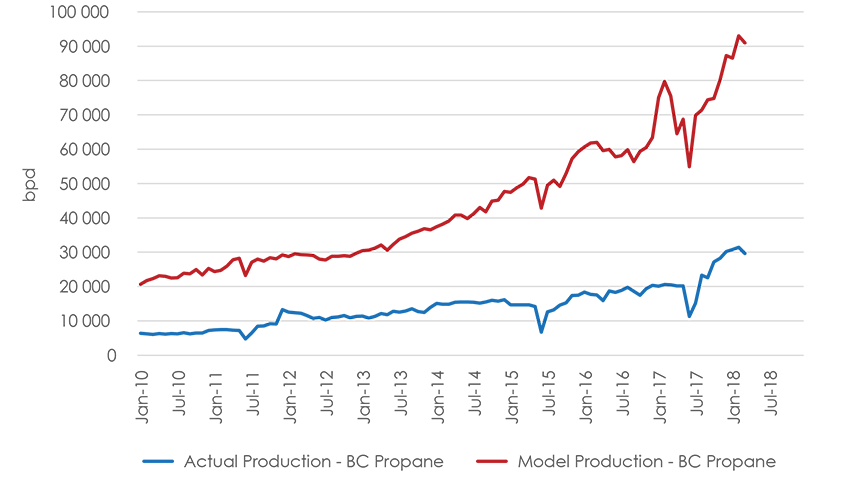 100 000
90 000
80 000
70 000
60 000
50 000
40 000
30 000
20 000
10 000
0
bpd
Jan-10
Jul-10
Jan-11
Jul-11
Jan-12
Jul-12
Jan-13
Jul-13
Jan-14
Jul-14
Jan-15
Jul-15
Jan-16
Jul-16
Jan-17
Jul-17
Jan-18
Jul-18
Actual Production - BC Propane
Model Production - BC Propane